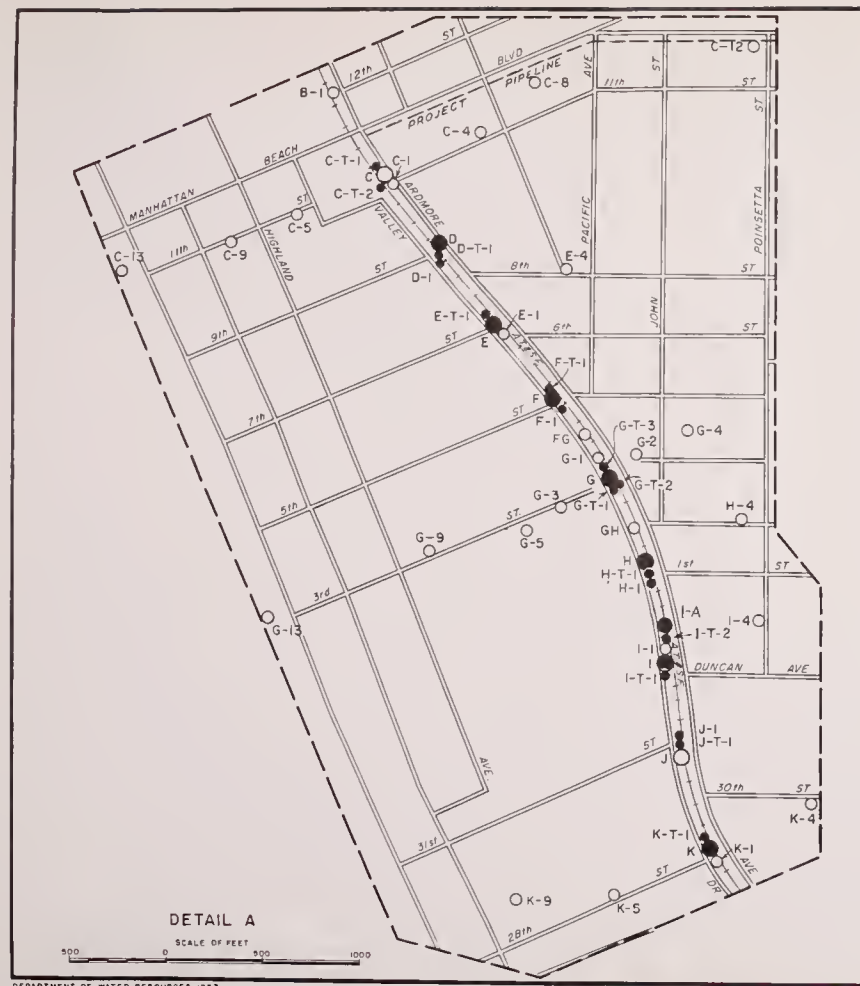 C-12
12th ST
BLVD
AVE
ST
PROJECT PIPELINE
C-8
11th ST
B-1
C-4
BEACH
MANHATTAN
C-T-1
C
C-1
C-T-2
ARDMORE
VALLEY
11th ST
C-5
C-9
C-13
HIGHLAND
PACIFIC
POINSETTA
ST
D
D-T-1
D-1
E-4
8th ST
9th ST
JOHN
E-T-1
E-1
E
6th ST
A.T.&S.F.
7th ST
F-T-1
F
F-1
FG
G-T-3
G-4
G-2
G-1
G
G-T-2
G-T-1
5th ST
G-3
G-5
G-9
3rd ST.
GH
H-4
H
H-T-1
H-1
1st ST
G-13
I-A
I-T-2
I-4
I-1
I
I-T-1
A.T.&S.F.
DUNCAN AVE
J-1
J-T-1
J
30th ST
K-4
AVE.
31st ST
K-T-1
K
K-1
AVE
DR
K-9
K-5
28th ST
DETAIL A
SCALE OF FEET
500 0 500 1000